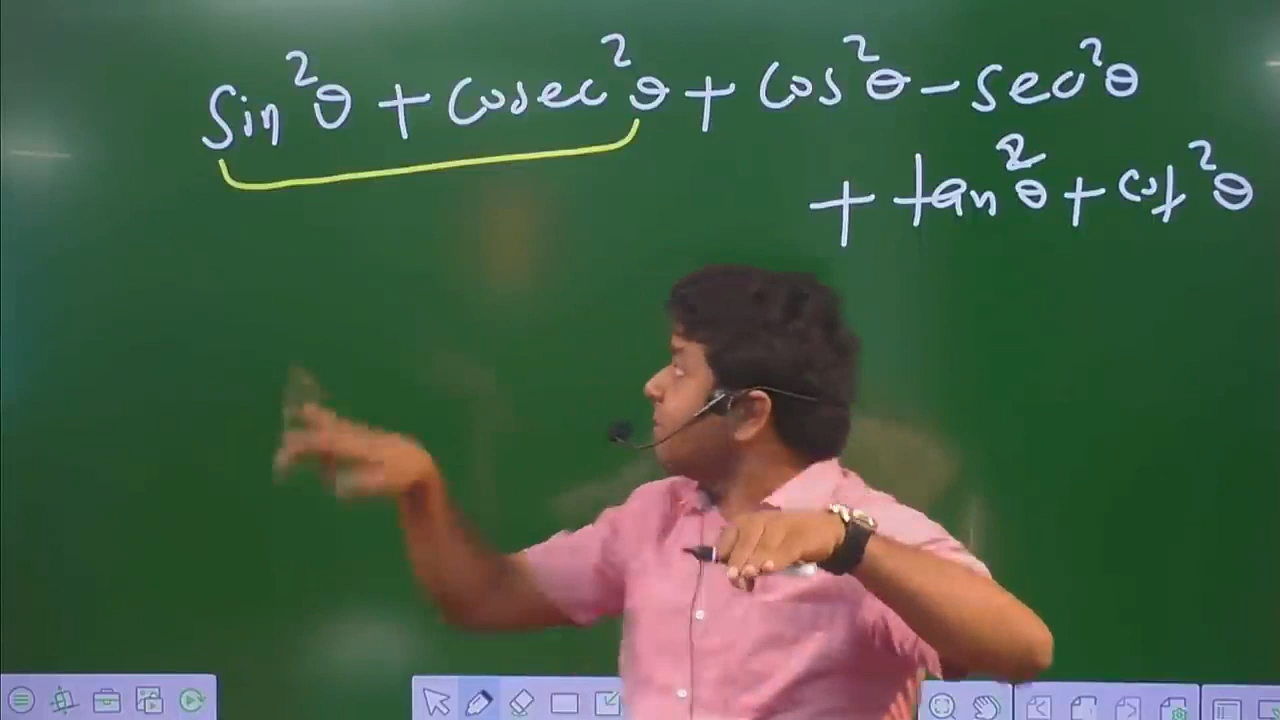 sin²θ + cosec²θ + cos²θ - sec²θ
+ tan²θ + cot²θ